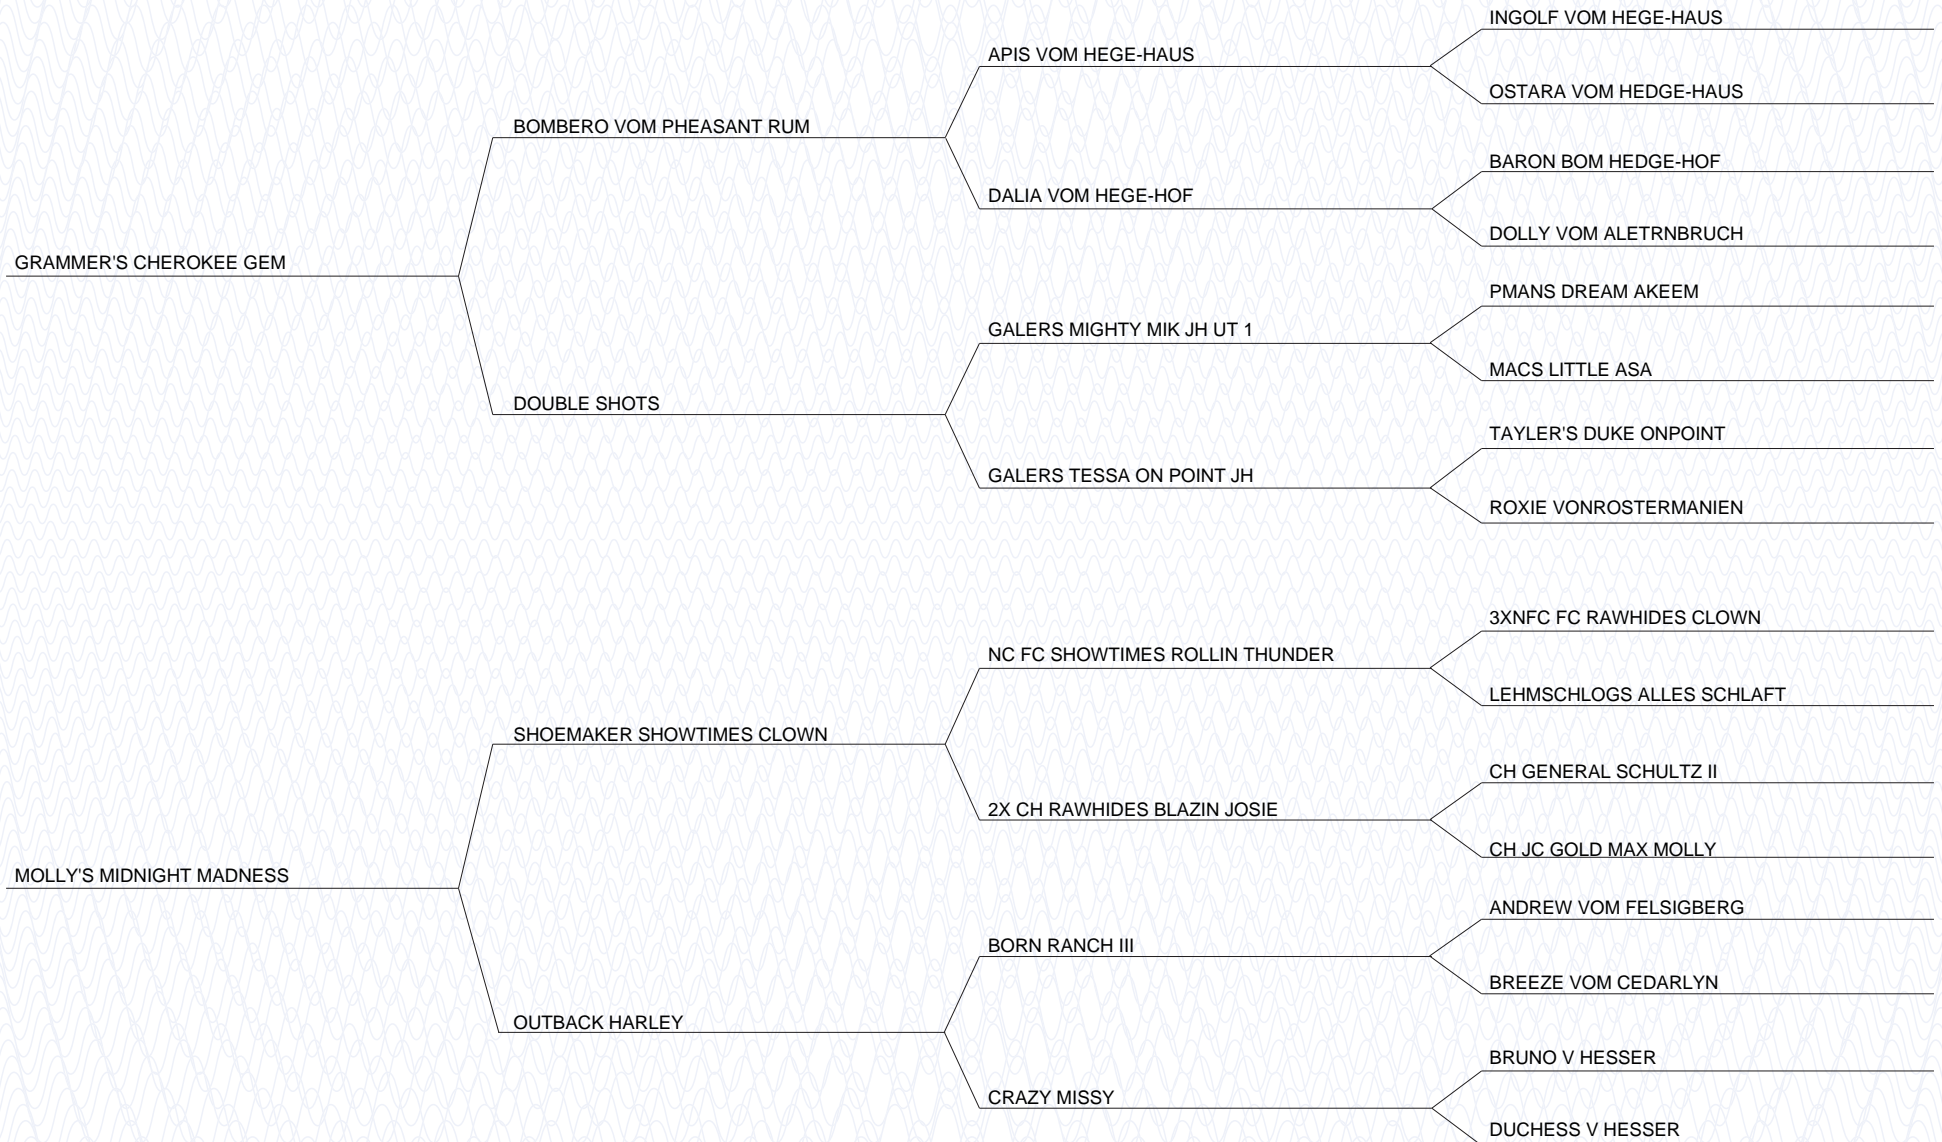 INGOLF VOM HEGE-HAUS
APIS VOM HEGE-HAUS
OSTARA VOM HEDGE-HAUS
BOMBERO VOM PHEASANT RUM
BARON BOM HEDGE-HOF
DALIA VOM HEGE-HOF
DOLLY VOM ALETRNBRUCH
GRAMMER'S CHEROKEE GEM
PMANS DREAM AKEEM
GALERS MIGHTY MIK JH UT 1
MACS LITTLE ASA
DOUBLE SHOTS
TAYLER'S DUKE ONPOINT
GALERS TESSA ON POINT JH
ROXIE VONROSTERMANIEN
3XNFC FC RAWHIDES CLOWN
NC FC SHOWTIMES ROLLIN THUNDER
LEHMSCHLOGS ALLES SCHLAFT
SHOEMAKER SHOWTIMES CLOWN
CH GENERAL SCHULTZ II
2X CH RAWHIDES BLAZIN JOSIE
CH JC GOLD MAX MOLLY
MOLLY'S MIDNIGHT MADNESS
ANDREW VOM FELSIGBERG
BORN RANCH III
BREEZE VOM CEDARLYN
OUTBACK HARLEY
BRUNO V HESSER
CRAZY MISSY
DUCHESS V HESSER